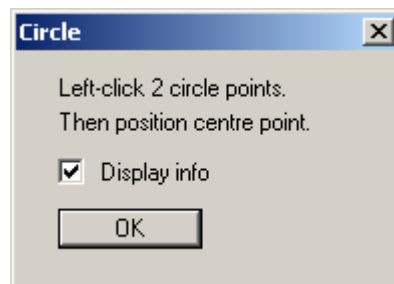 Circle
Left-click 2 circle points.
Then position centre point.
Display info
OK